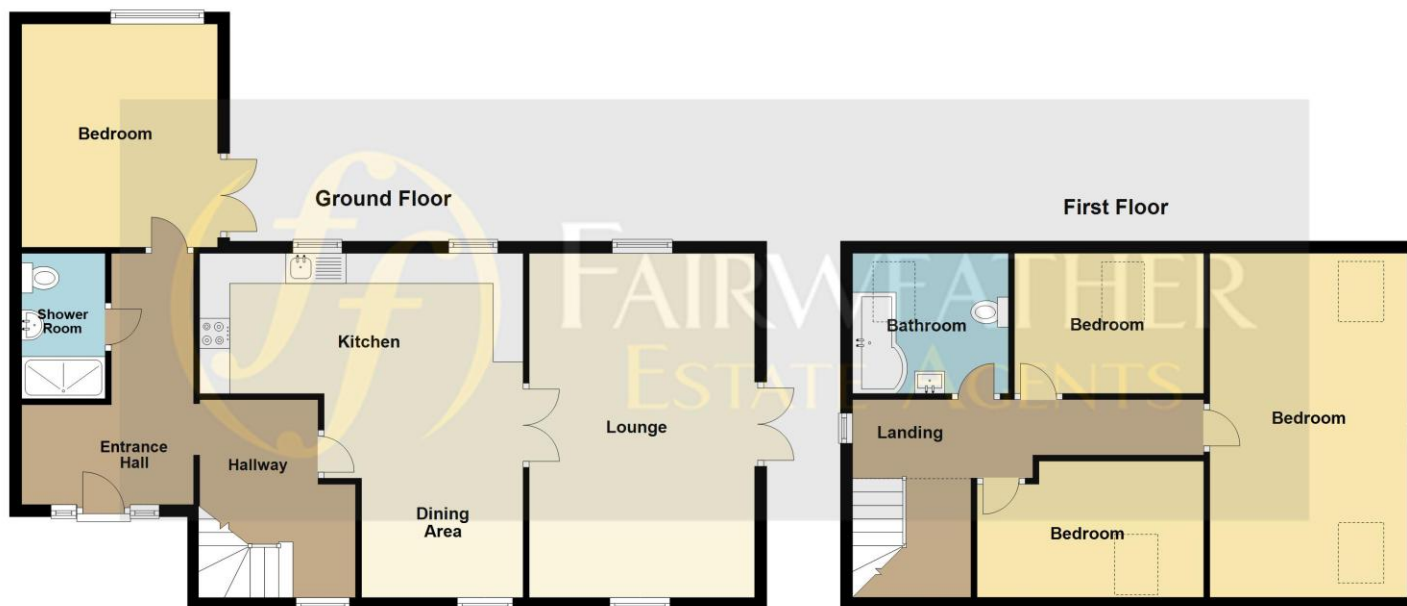 Bedroom
Ground Floor
First Floor
Shower
Room
Kitchen
Bathroom
Bedroom
Entrance
Hall
Hallway
Lounge
Landing
Bedroom
Dining
Area
Bedroom
ff
FAIRWEATHER
ESTATE AGENTS